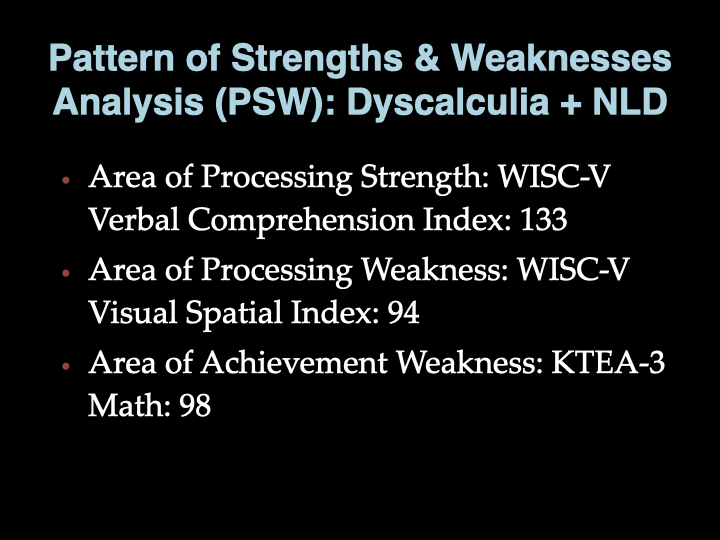 Pattern of Strengths & Weaknesses
Analysis (PSW): Dyscalculia + NLD
• Area of Processing Strength: WISC-V
Verbal Comprehension Index: 133
• Area of Processing Weakness: WISC-V
Visual Spatial Index: 94
• Area of Achievement Weakness: KTEA-3
Math: 98